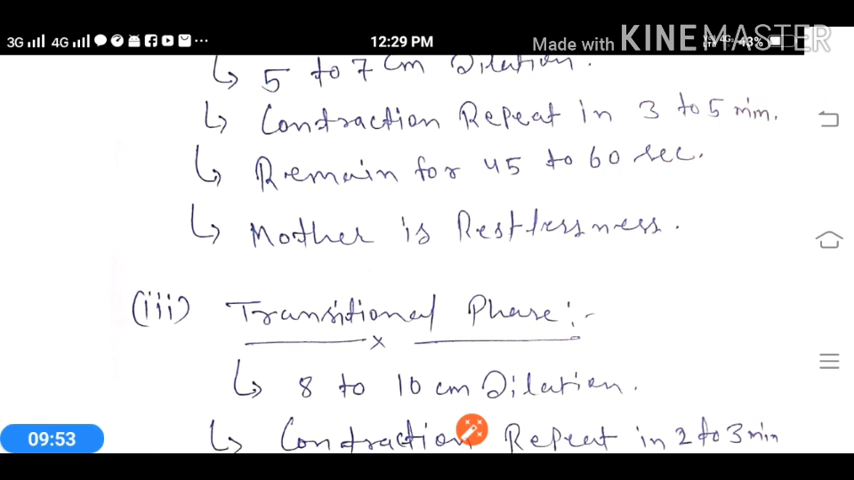 3G 4G 12:29 PM Made with KINEMASTER 43%
5 to 7 cm Dilation.
Contraction Repeat in 3 to 5 min.
Remain for 45 to 60 sec.
Mother is Restlessness.
(iii) Transitional Phase:-
8 to 10 cm Dilation.
09:53
Contraction Repeat in 2 to 3 min